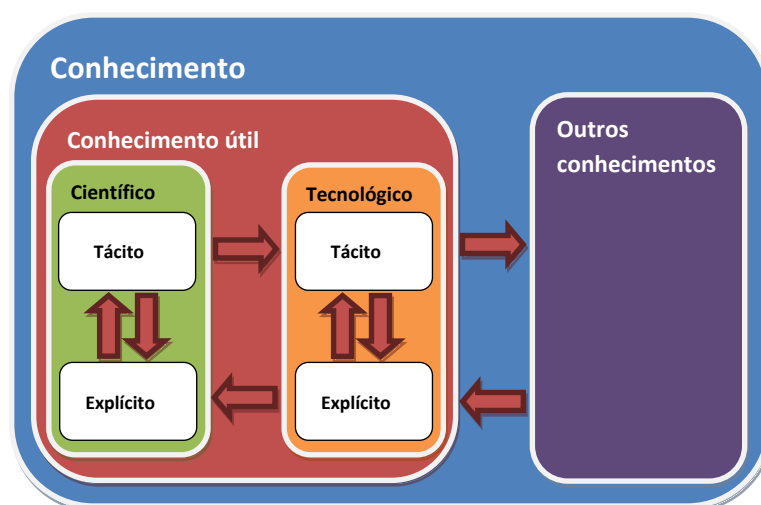 Conhecimento
Conhecimento útil
Outros
conhecimentos
Científico
Tecnológico
Tácito
Tácito
Explícito
Explícito